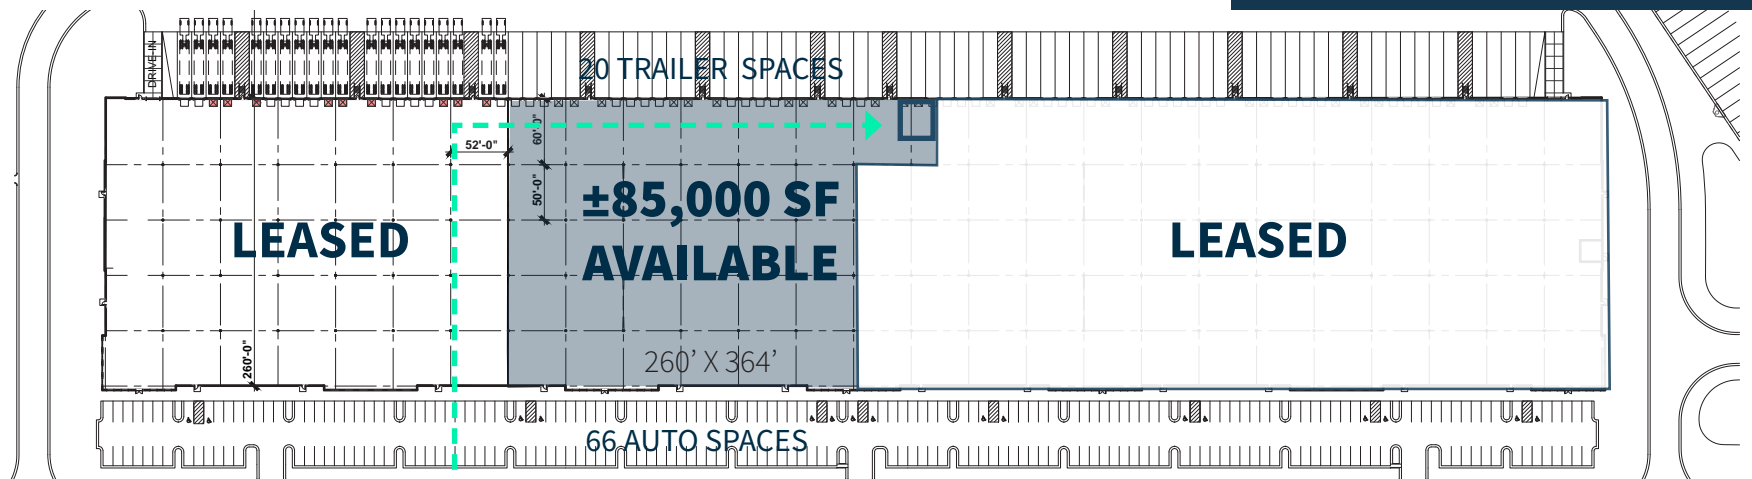 DRIVE-IN
20 TRAILER SPACES
60'-0"
52'-0"
50'-0"
±85,000 SF
AVAILABLE
LEASED
LEASED
260'-0"
260’ X 364’
66 AUTO SPACES